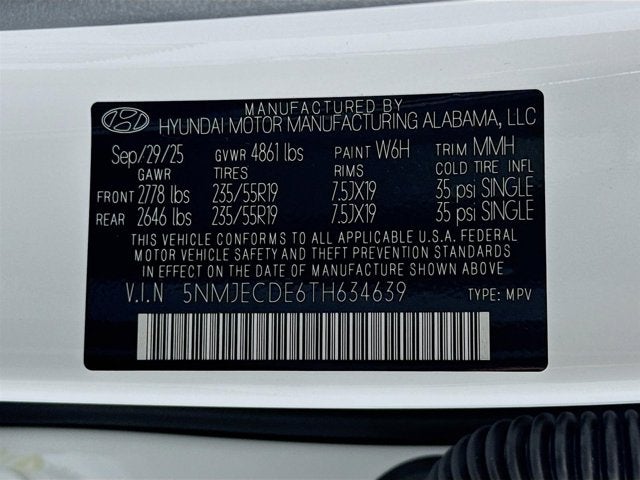 MANUFACTURED BY
HYUNDAI MOTOR MANUFACTURING ALABAMA, LLC
Sep/29/25 GVWR 4861 lbs PAINT W6H TRIM MMH
GAWR TIRES RIMS COLD TIRE INFL
FRONT 2778 lbs 235/55R19 7.5JX19 35 psi SINGLE
REAR 2646 lbs 235/55R19 7.5JX19 35 psi SINGLE
THIS VEHICLE CONFORMS TO ALL APPLICABLE U.S.A. FEDERAL
MOTOR VEHICLE SAFETY AND THEFT PREVENTION STANDARDS
IN EFFECT ON THE DATE OF MANUFACTURE SHOWN ABOVE
V.I.N 5NMJECDE6TH634639 TYPE: MPV